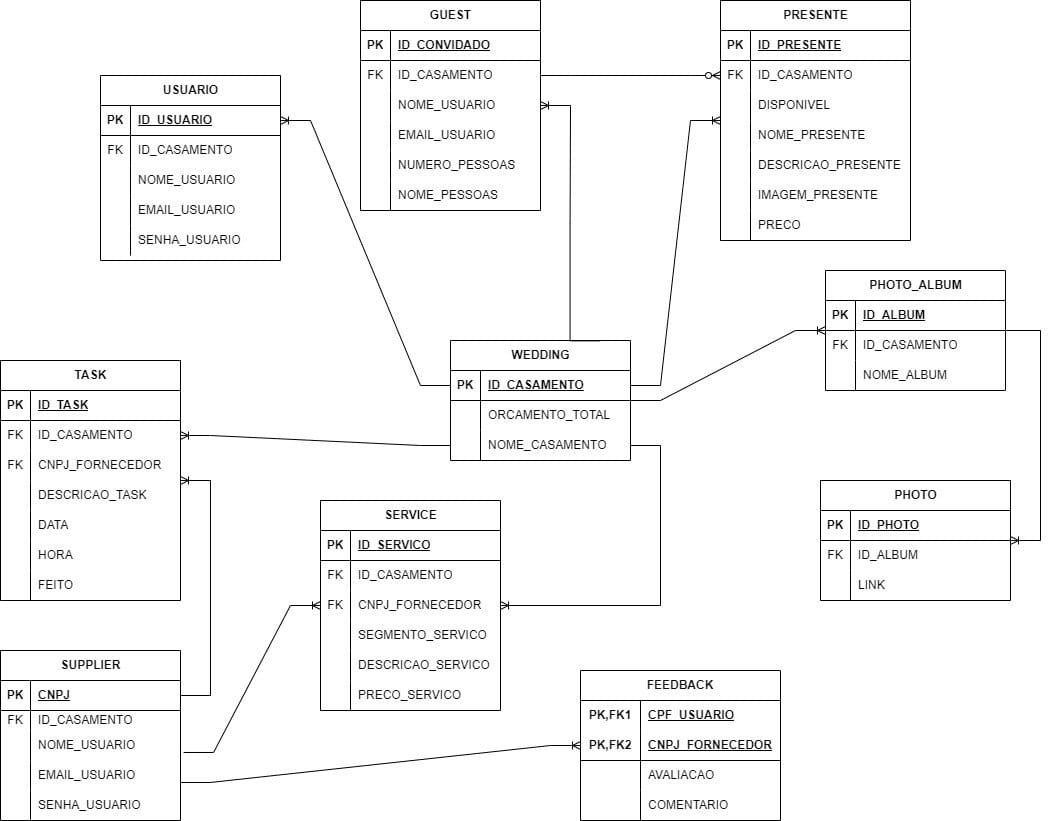 GUEST
PK ID_CONVIDADO
FK ID_CASAMENTO
NOME_USUARIO
EMAIL_USUARIO
NUMERO_PESSOAS
NOME_PESSOAS
PRESENTE
PK ID_PRESENTE
FK ID_CASAMENTO
DISPONIVEL
NOME_PRESENTE
DESCRICAO_PRESENTE
IMAGEM_PRESENTE
PRECO
USUARIO
PK ID_USUARIO
FK ID_CASAMENTO
NOME_USUARIO
EMAIL_USUARIO
SENHA_USUARIO
PHOTO_ALBUM
PK ID_ALBUM
FK ID_CASAMENTO
NOME_ALBUM
WEDDING
PK ID_CASAMENTO
ORCAMENTO_TOTAL
NOME_CASAMENTO
TASK
PK ID_TASK
FK ID_CASAMENTO
FK CNPJ_FORNECEDOR
DESCRICAO_TASK
DATA
HORA
FEITO
PHOTO
PK ID_PHOTO
FK ID_ALBUM
LINK
SERVICE
PK ID_SERVICO
FK ID_CASAMENTO
FK CNPJ_FORNECEDOR
SEGMENTO_SERVICO
DESCRICAO_SERVICO
PRECO_SERVICO
SUPPLIER
PK CNPJ
FK ID_CASAMENTO
NOME_USUARIO
EMAIL_USUARIO
SENHA_USUARIO
FEEDBACK
PK,FK1 CPF_USUARIO
PK,FK2 CNPJ_FORNECEDOR
AVALIACAO
COMENTARIO